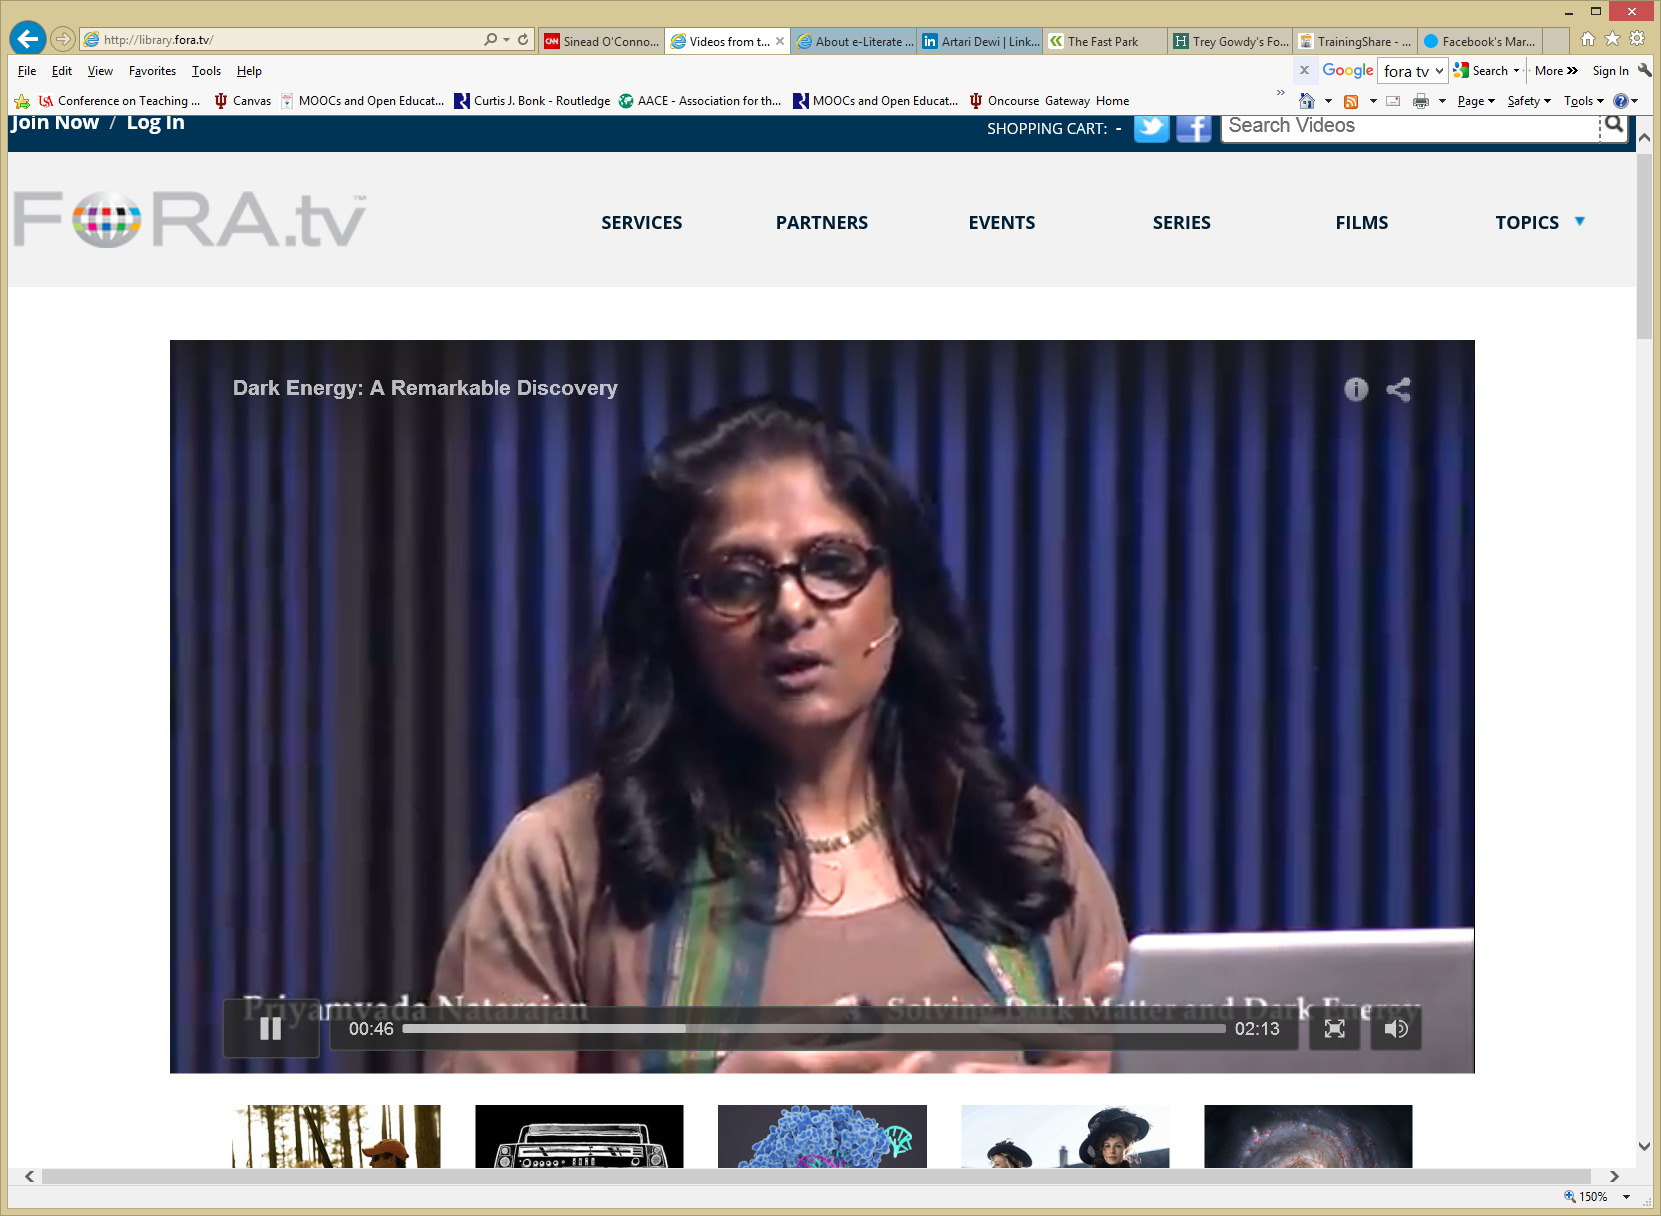 http://library.fora.tv/
Sinead O'Conno...
Videos from t...
About e-Literate ...
Artari Dewi | Link...
The Fast Park
Trey Gowdy's Fo...
TrainingShare - ...
Facebook's Mar...
File Edit View Favorites Tools Help
x Google fora tv Search More » Sign In
Conference on Teaching ... Canvas MOOCs and Open Educat... Curtis J. Bonk - Routledge AACE - Association for th... MOOCs and Open Educat... Oncourse Gateway Home
Page Safety Tools
Join Now / Log In
SHOPPING CART: -
Search Videos
FORA.tv™
SERVICES PARTNERS EVENTS SERIES FILMS TOPICS
Dark Energy: A Remarkable Discovery
Priyamvada Natarajan
Solving Dark Matter and Dark Energy
00:46 02:13
150%